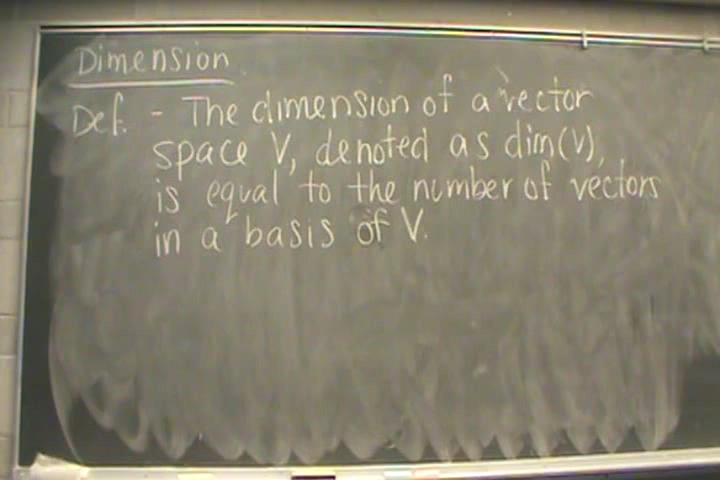 Dimension
Def. - The dimension of a vector
space V, denoted as dim(V),
is equal to the number of vectors
in a basis of V.